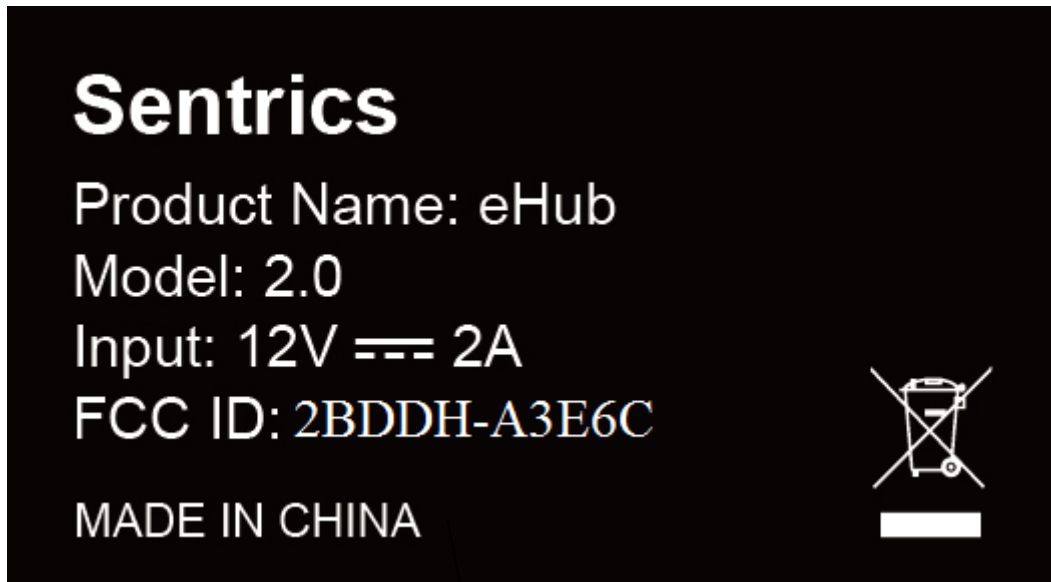 Sentrics
Product Name: eHub
Model: 2.0
Input: 12V ⎓ 2A
FCC ID: 2BDDH-A3E6C
MADE IN CHINA